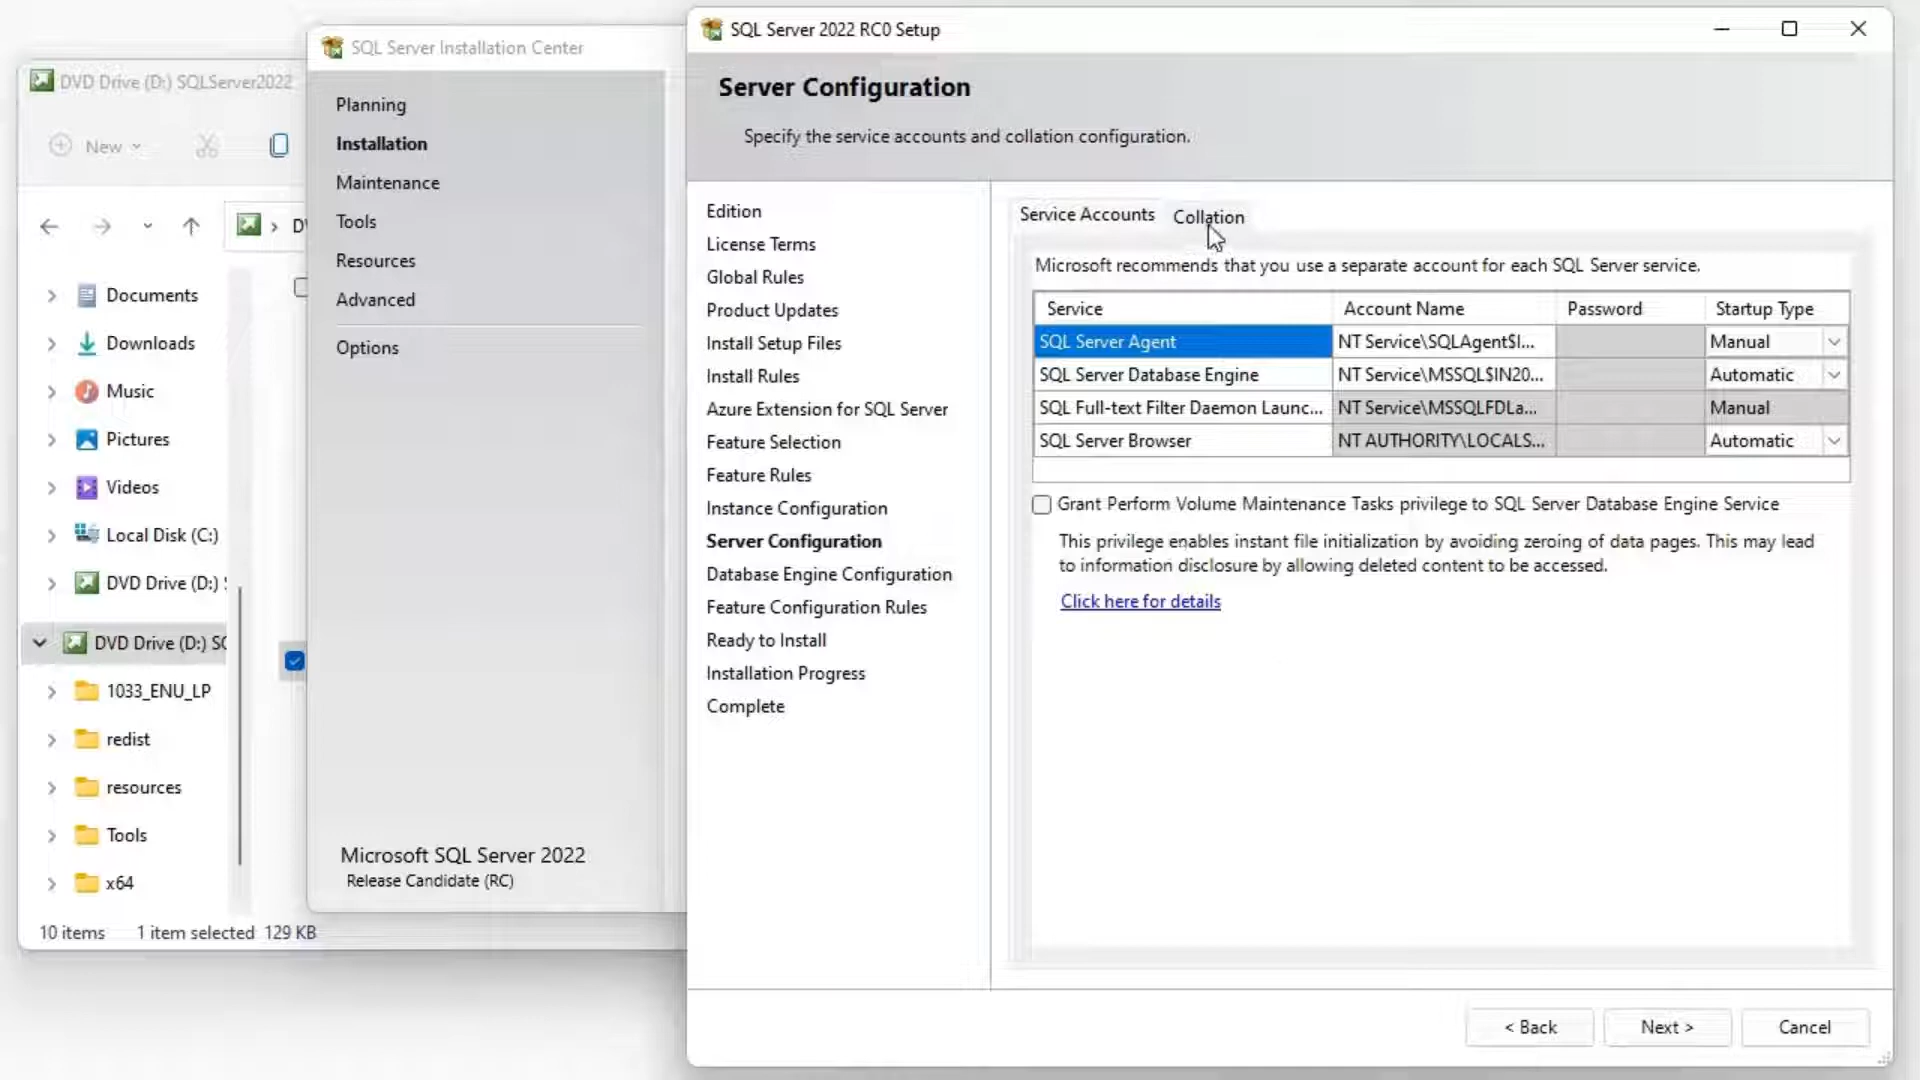 DVD Drive (D:) SQLServer2022
New
Documents
Downloads
Music
Pictures
Videos
Local Disk (C:)
DVD Drive (D:)
DVD Drive (D:)
1033_ENU_LP
redist
resources
Tools
x64
10 items 1 item selected 129 KB
SQL Server Installation Center
Planning
Installation
Maintenance
Tools
Resources
Advanced
Options
Microsoft SQL Server 2022
Release Candidate (RC)
SQL Server 2022 RC0 Setup
Server Configuration
Specify the service accounts and collation configuration.
Edition
License Terms
Global Rules
Product Updates
Install Setup Files
Install Rules
Azure Extension for SQL Server
Feature Selection
Feature Rules
Instance Configuration
Server Configuration
Database Engine Configuration
Feature Configuration Rules
Ready to Install
Installation Progress
Complete
Service Accounts Collation
Microsoft recommends that you use a separate account for each SQL Server service.
Service Account Name Password Startup Type
SQL Server Agent NT Service\SQLAgent$I... Manual
SQL Server Database Engine NT Service\MSSQL$IN20... Automatic
SQL Full-text Filter Daemon Launc... NT Service\MSSQLFDLa... Manual
SQL Server Browser NT AUTHORITY\LOCALS... Automatic
Grant Perform Volume Maintenance Tasks privilege to SQL Server Database Engine Service
This privilege enables instant file initialization by avoiding zeroing of data pages. This may lead
to information disclosure by allowing deleted content to be accessed.
Click here for details
< Back Next > Cancel